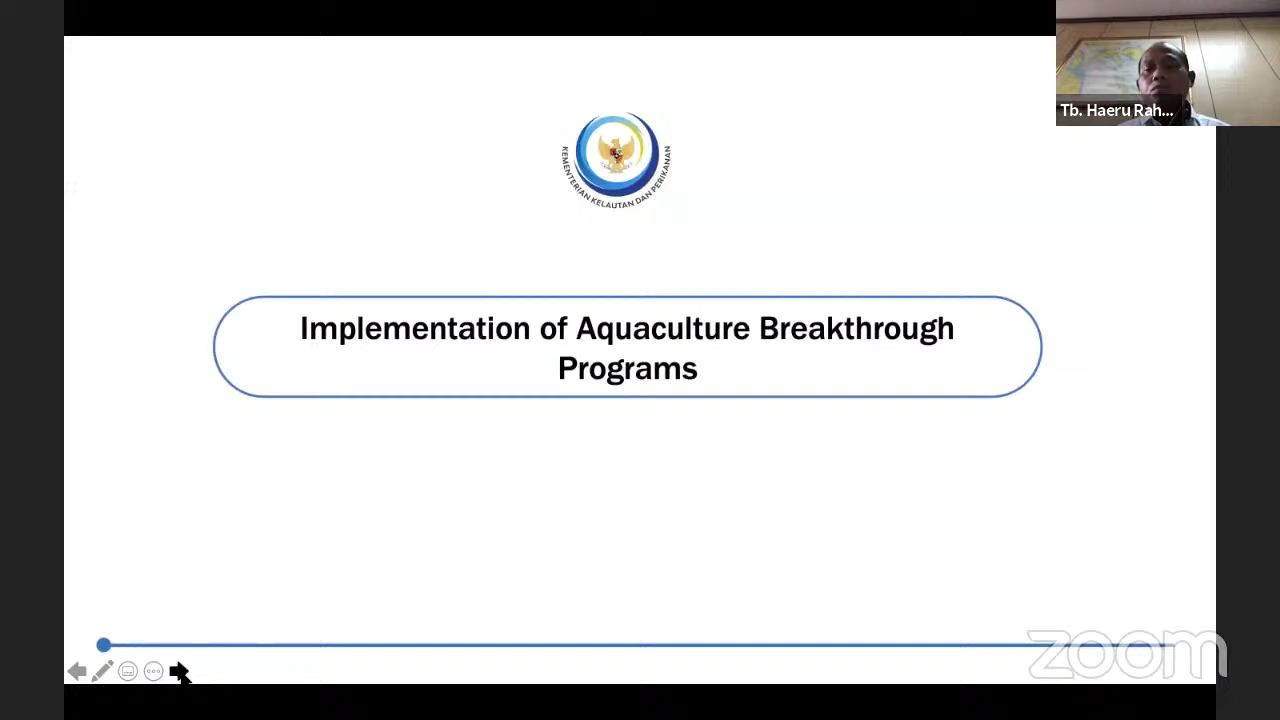 Tb. Haeru Rah...
KEMENTERIAN KELAUTAN DAN PERIKANAN
Implementation of Aquaculture Breakthrough
Programs
zoom